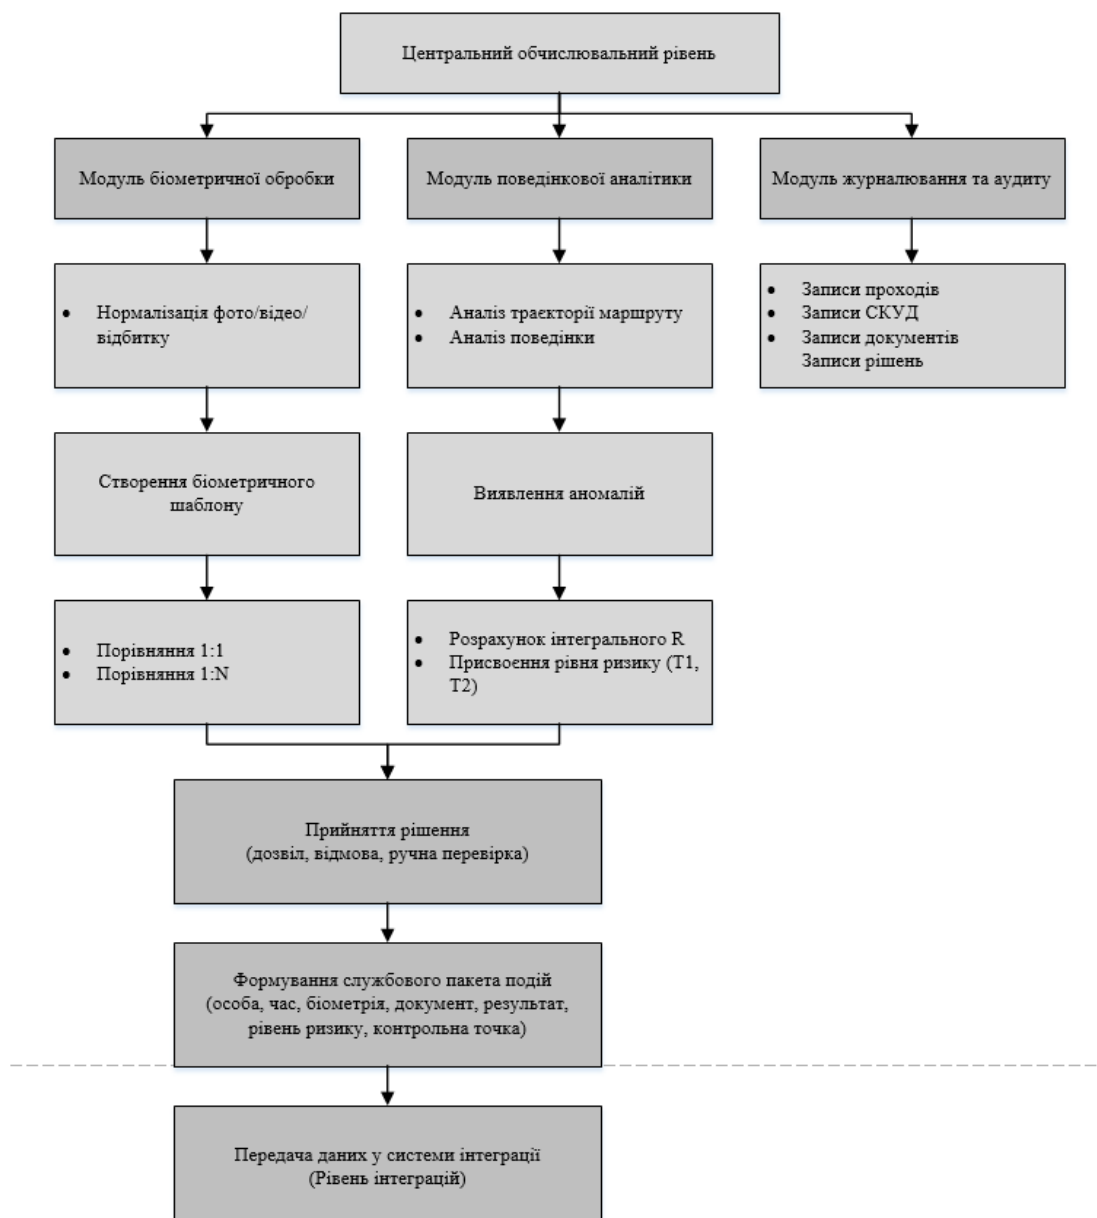 Центральний обчислювальний рівень
Модуль біометричної обробки
Модуль поведінкової аналітики
Модуль журналювання та аудиту
• Нормалізація фото/відео/
відбитку
• Аналіз траєкторії маршруту
• Аналіз поведінки
• Записи проходів
• Записи СКУД
• Записи документів
Записи рішень
Створення біометричного
шаблону
Виявлення аномалій
• Порівняння 1:1
• Порівняння 1:N
• Розрахунок інтегрального R
• Присвоєння рівня ризику (T1,
T2)
Прийняття рішення
(дозвіл, відмова, ручна перевірка)
Формування службового пакета подій
(особа, час, біометрія, документ, результат,
рівень ризику, контрольна точка)
Передача даних у системи інтеграції
(Рівень інтеграцій)